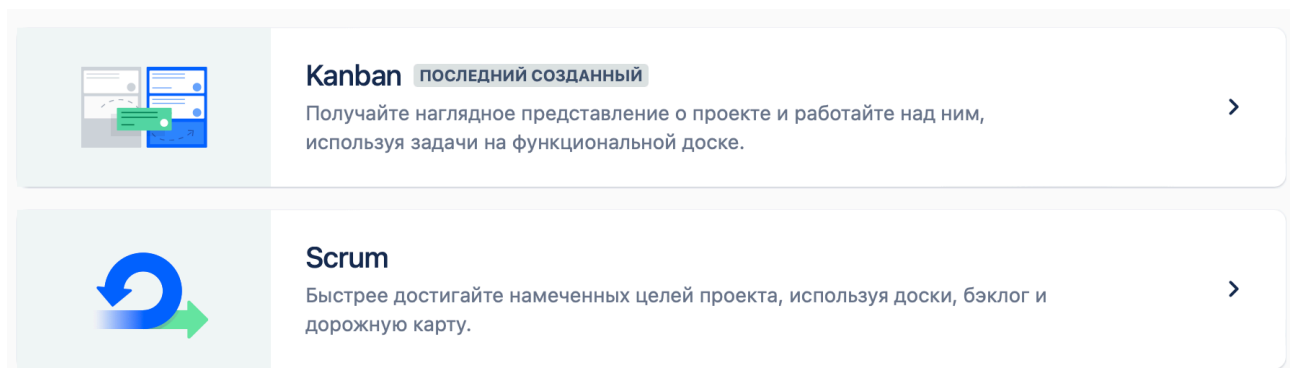 Kanban ПОСЛЕДНИЙ СОЗДАННЫЙ
Получайте наглядное представление о проекте и работайте над ним,
используя задачи на функциональной доске.
Scrum
Быстрее достигайте намеченных целей проекта, используя доски, бэклог и
дорожную карту.